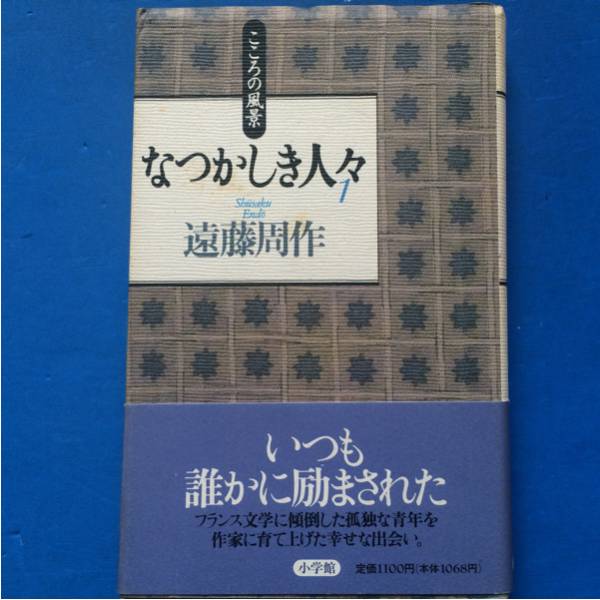 こころの風景
なつかしき人々
1
Shūsaku
Endō
遠藤周作
いつも
誰かに励まされた
フランス文学に傾倒した孤独な青年を
作家に育て上げた幸せな出会い。
小学館
定価1100円(本体1068円)